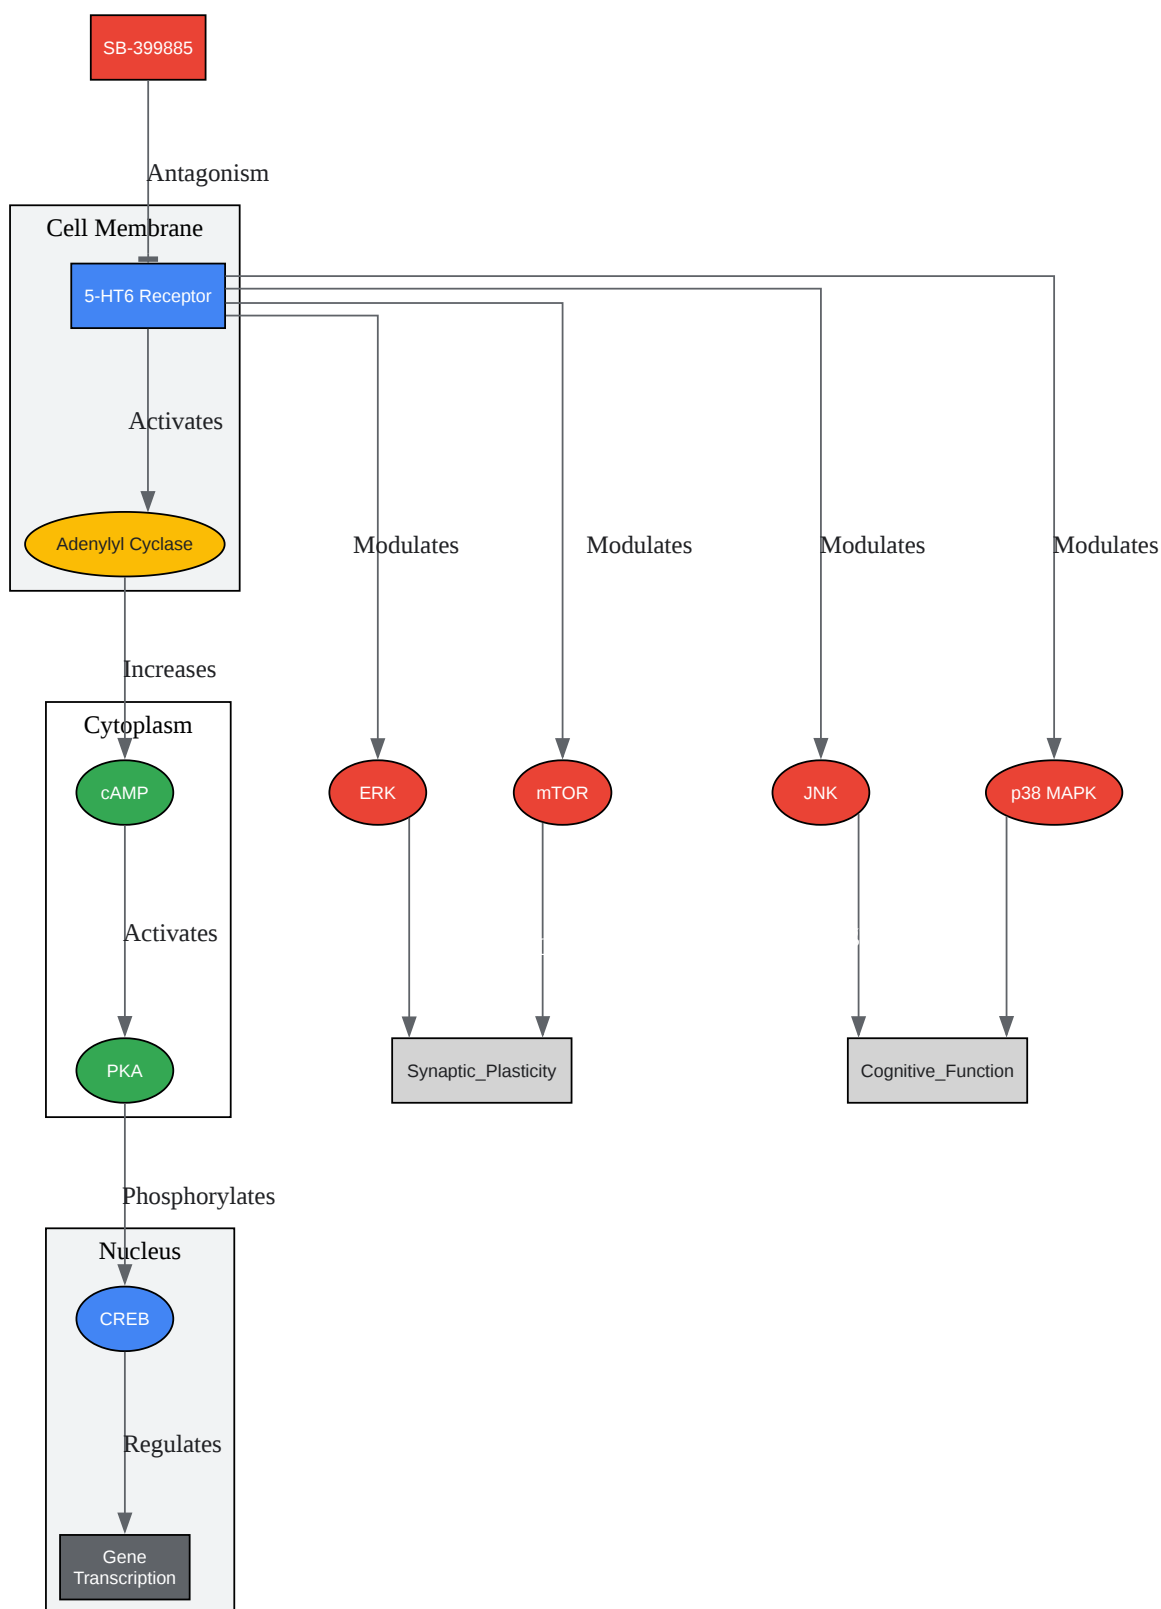 SB-399885
Antagonism
Cell Membrane
5-HT6 Receptor
Activates
Adenylyl Cyclase
Modulates
Modulates
Modulates
Modulates
Increases
Cytoplasm
cAMP
ERK
mTOR
JNK
p38 MAPK
Activates
PKA
Synaptic_Plasticity
Cognitive_Function
Phosphorylates
Nucleus
CREB
Regulates
Gene
Transcription